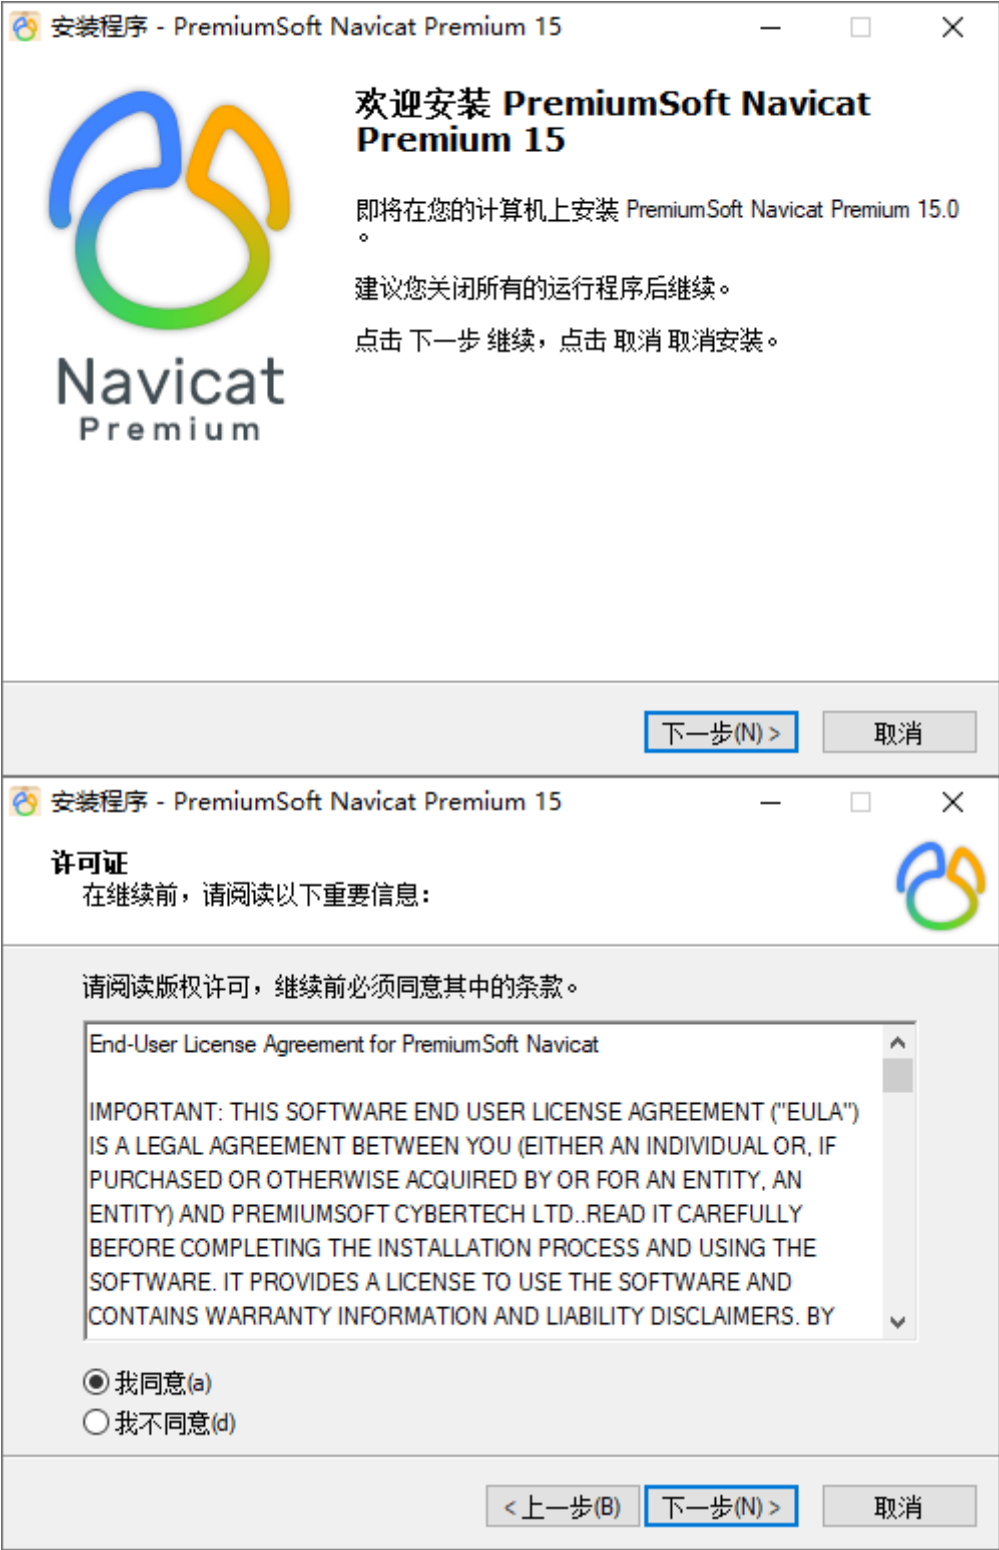 安装程序 - PremiumSoft Navicat Premium 15
欢迎安装 PremiumSoft Navicat
Premium 15
即将在您的计算机上安装 PremiumSoft Navicat Premium 15.0
。
建议您关闭所有的运行程序后继续。
点击 下一步 继续，点击 取消 取消安装。
Navicat
Premium
下一步(N) >
取消
安装程序 - PremiumSoft Navicat Premium 15
许可证
在继续前，请阅读以下重要信息：
请阅读版权许可，继续前必须同意其中的条款。
End-User License Agreement for PremiumSoft Navicat
IMPORTANT: THIS SOFTWARE END USER LICENSE AGREEMENT ("EULA")
IS A LEGAL AGREEMENT BETWEEN YOU (EITHER AN INDIVIDUAL OR, IF
PURCHASED OR OTHERWISE ACQUIRED BY OR FOR AN ENTITY, AN
ENTITY) AND PREMIUMSOFT CYBERTECH LTD..READ IT CAREFULLY
BEFORE COMPLETING THE INSTALLATION PROCESS AND USING THE
SOFTWARE. IT PROVIDES A LICENSE TO USE THE SOFTWARE AND
CONTAINS WARRANTY INFORMATION AND LIABILITY DISCLAIMERS. BY
我同意(a)
我不同意(d)
< 上一步(B)
下一步(N) >
取消